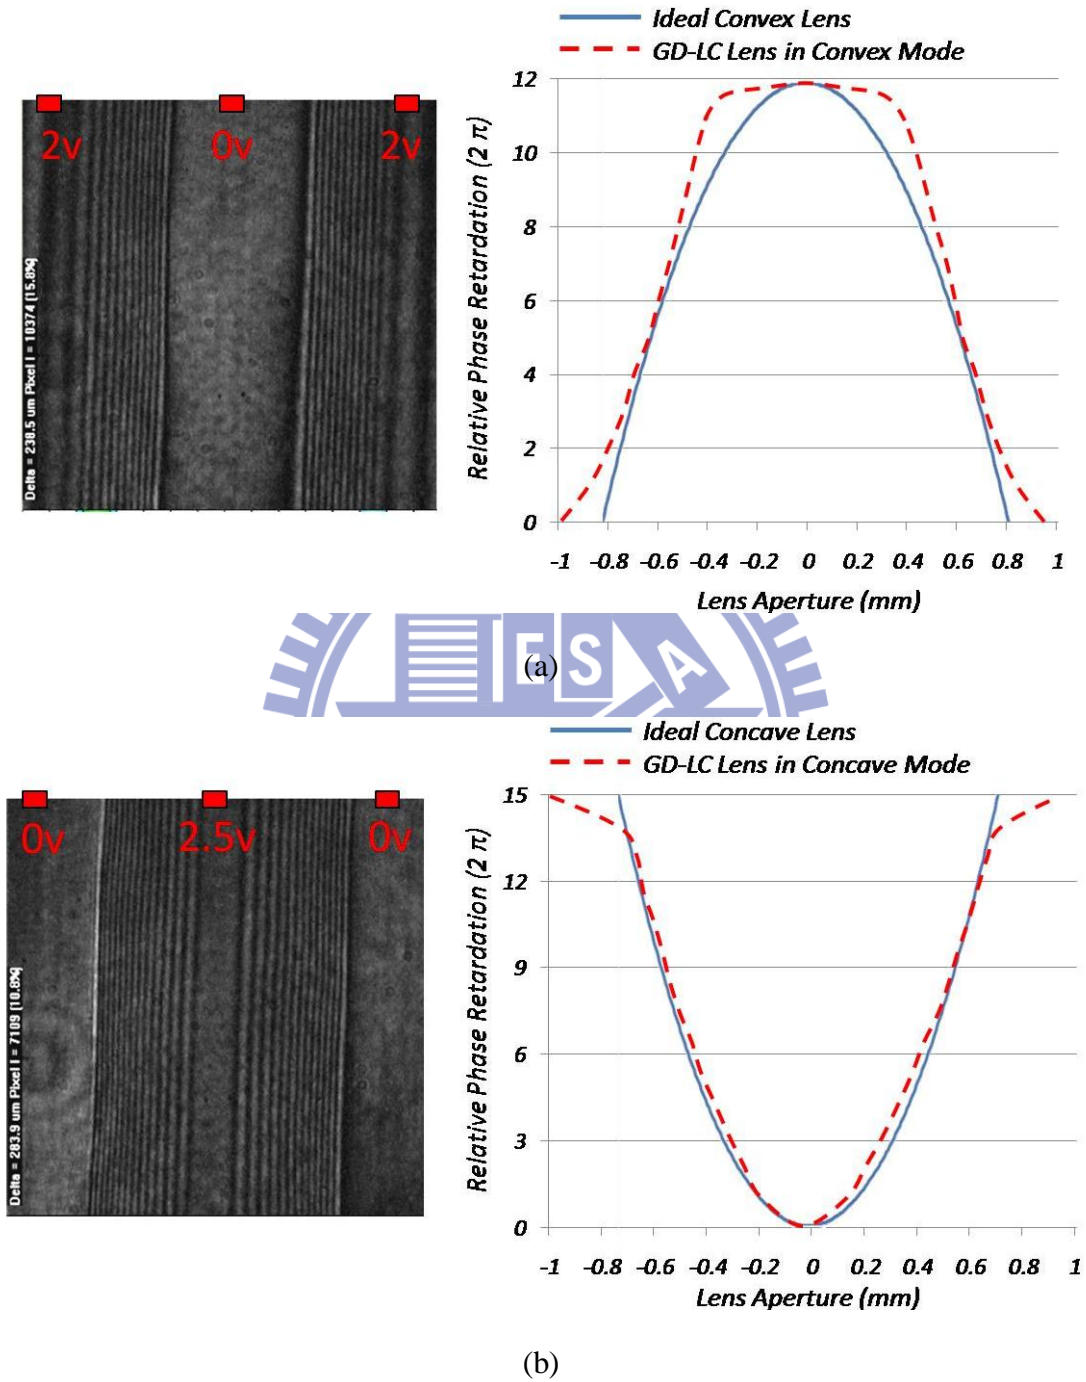 Ideal Convex Lens
GD-LC Lens in Convex Mode
2v 0v 2v
Delta = 238.5 um Pixel I = 10374 (15.8%)
Relative Phase Retardation (2 π)
12
10
8
6
4
2
0
-1 -0.8 -0.6 -0.4 -0.2 0 0.2 0.4 0.6 0.8 1
Lens Aperture (mm)
ESA
(a)
Ideal Concave Lens
GD-LC Lens in Concave Mode
0v 2.5v 0v
Delta = 283.9 um Pixel I = 7109 (10.8%)
Relative Phase Retardation (2 π)
15
12
9
6
3
0
-1 -0.8 -0.6 -0.4 -0.2 0 0.2 0.4 0.6 0.8 1
Lens Aperture (mm)
(b)